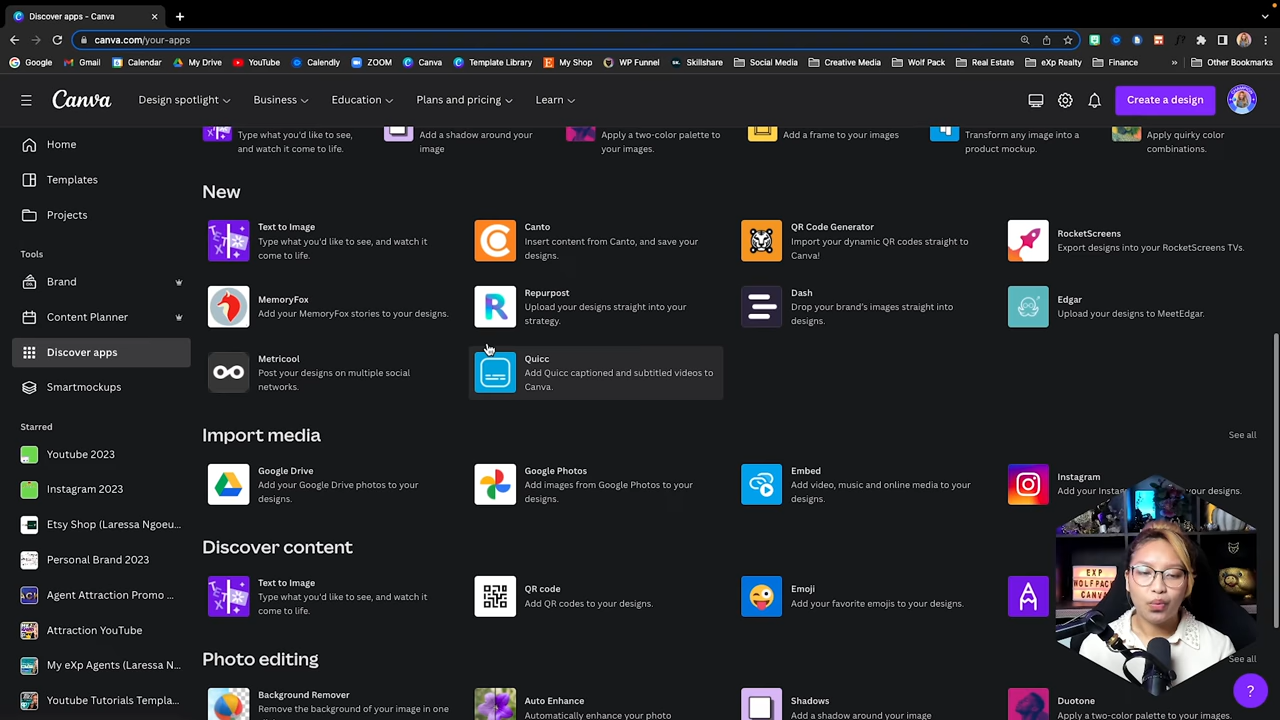 Discover apps - Canva
canva.com/your-apps
Google
Gmail
Calendar
My Drive
YouTube
Calendly
ZOOM
Canva
Template Library
My Shop
WP Funnel
Skillshare
Social Media
Creative Media
Wolf Pack
Real Estate
eXp Realty
Finance
Other Bookmarks
Canva
Design spotlight
Business
Education
Plans and pricing
Learn
Create a design
Home
Templates
Projects
Tools
Brand
Content Planner
Discover apps
Smartmockups
Starred
Youtube 2023
Instagram 2023
Etsy Shop (Laressa Ngoeu...
Personal Brand 2023
Agent Attraction Promo ...
Attraction YouTube
My eXp Agents (Laressa N...
Youtube Tutorials Templa...
Type what you'd like to see,
and watch it come to life.
Add a shadow around your
image
Apply a two-color palette to
your images.
Add a frame to your images
Transform any image into a
product mockup.
Apply quirky color
combinations.
New
Text to Image
Type what you'd like to see, and watch it
come to life.
Canto
Insert content from Canto, and save your
designs.
QR Code Generator
Import your dynamic QR codes straight to
Canva!
RocketScreens
Export designs into your RocketScreens TVs.
MemoryFox
Add your MemoryFox stories to your designs.
Repurpost
Upload your designs straight into your
strategy.
Dash
Drop your brand's images straight into
designs.
Edgar
Upload your designs to MeetEdgar.
Metricool
Post your designs on multiple social
networks.
Quicc
Add Quicc captioned and subtitled videos to
Canva.
Import media
See all
Google Drive
Add your Google Drive photos to your
designs.
Google Photos
Add images from Google Photos to your
designs.
Embed
Add video, music and online media to your
designs.
Instagram
Add your designs.
Discover content
Text to Image
Type what you'd like to see, and watch it
come to life.
QR code
Add QR codes to your designs.
Emoji
Add your favorite emojis to your designs.
Photo editing
See all
Background Remover
Remove the background of your image in one
Auto Enhance
Automatically enhance your photo
Shadows
Add a shadow around your image
Duotone
Apply a two-color palette to your images.
EXP
WOLFPACK
CANVA
?